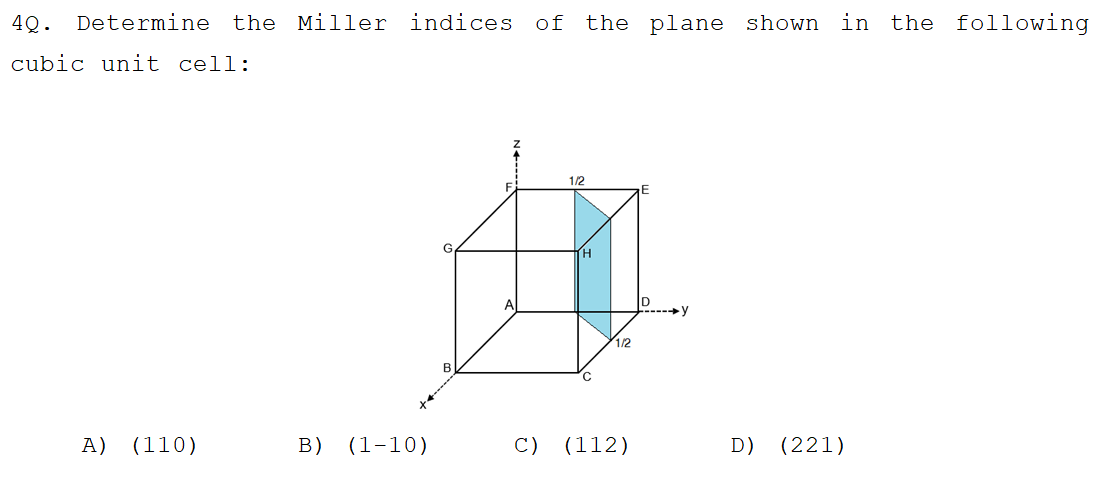 4Q. Determine the Miller indices of the plane shown in the following
cubic unit cell:
z
1/2
F
E
G
H
A
D
y
1/2
B
C
x
A) (110) B) (1-10) C) (112) D) (221)